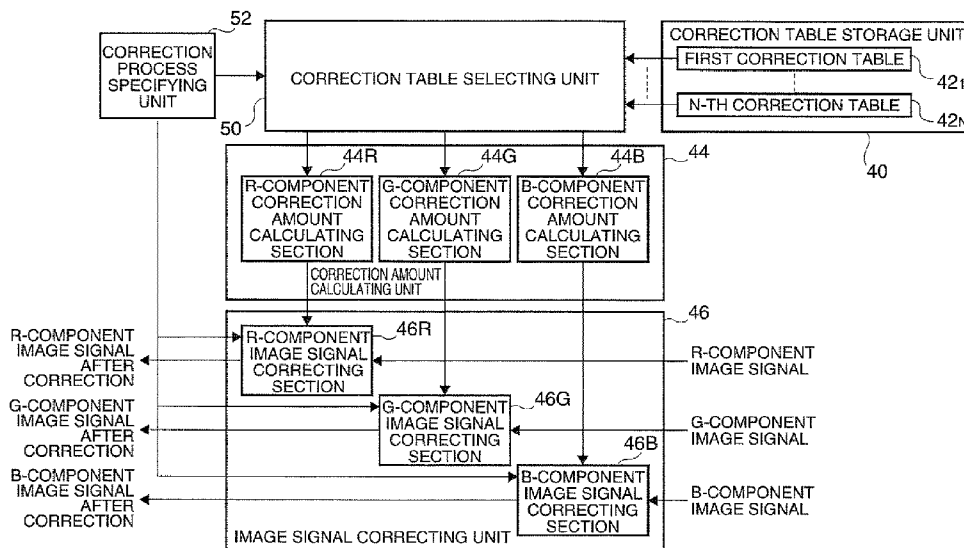 52
CORRECTION
PROCESS
SPECIFYING
UNIT
CORRECTION TABLE SELECTING UNIT
50
CORRECTION TABLE STORAGE UNIT
FIRST CORRECTION TABLE
42₁
N-TH CORRECTION TABLE
42N
40
44R
44G
44B
44
R-COMPONENT
CORRECTION
AMOUNT
CALCULATING
SECTION
G-COMPONENT
CORRECTION
AMOUNT
CALCULATING
SECTION
B-COMPONENT
CORRECTION
AMOUNT
CALCULATING
SECTION
CORRECTION AMOUNT
CALCULATING UNIT
46
46R
R-COMPONENT
IMAGE SIGNAL
AFTER
CORRECTION
R-COMPONENT
IMAGE SIGNAL
CORRECTING
SECTION
R-COMPONENT
IMAGE SIGNAL
46G
G-COMPONENT
IMAGE SIGNAL
AFTER
CORRECTION
G-COMPONENT
IMAGE SIGNAL
CORRECTING
SECTION
G-COMPONENT
IMAGE SIGNAL
46B
B-COMPONENT
IMAGE SIGNAL
AFTER
CORRECTION
B-COMPONENT
IMAGE SIGNAL
CORRECTING
SECTION
B-COMPONENT
IMAGE SIGNAL
IMAGE SIGNAL CORRECTING UNIT